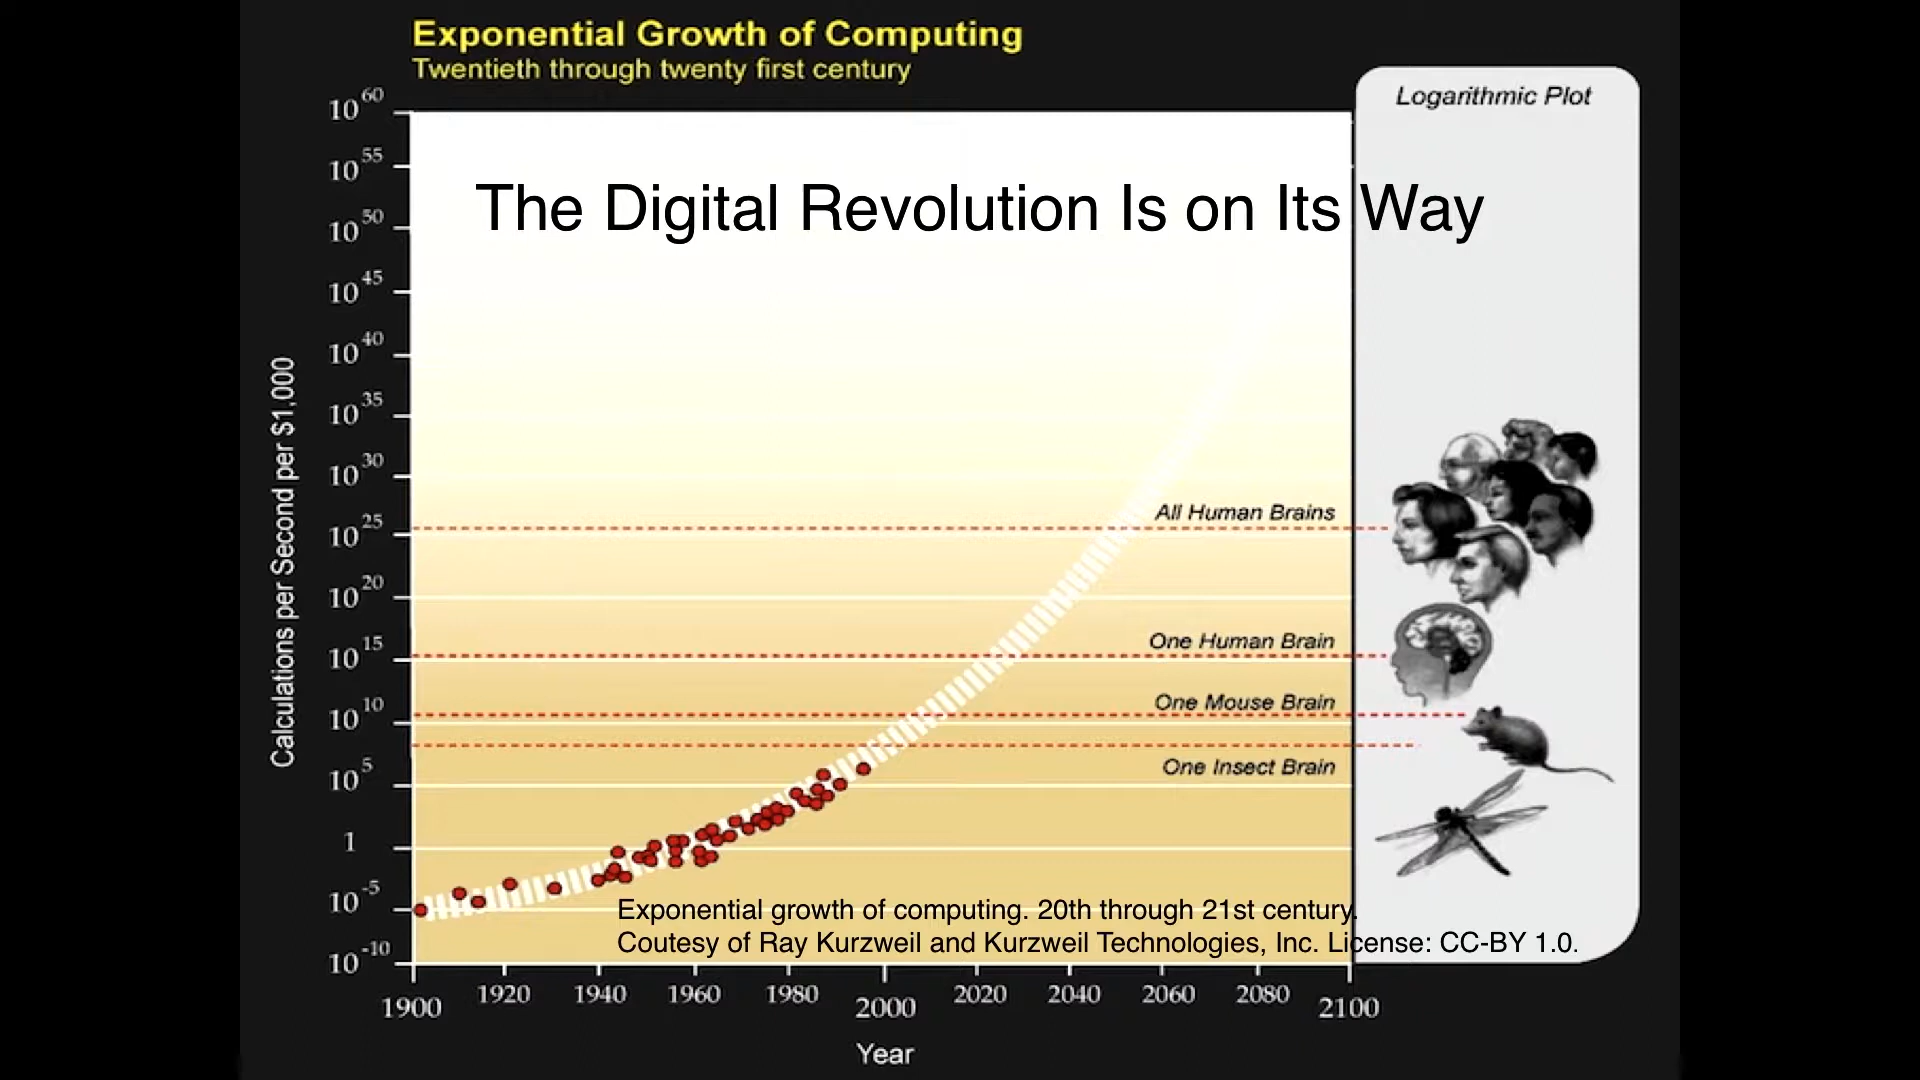 Exponential Growth of Computing
Twentieth through twenty first century
Logarithmic Plot
The Digital Revolution Is on Its Way
Calculations per Second per $1,000
10^60
10^55
10^50
10^45
10^40
10^35
10^30
10^25
10^20
10^15
10^10
10^5
1
10^-5
10^-10
All Human Brains
One Human Brain
One Mouse Brain
One Insect Brain
Exponential growth of computing. 20th through 21st century.
Coutesy of Ray Kurzweil and Kurzweil Technologies, Inc. License: CC-BY 1.0.
1900 1920 1940 1960 1980 2000 2020 2040 2060 2080 2100
Year